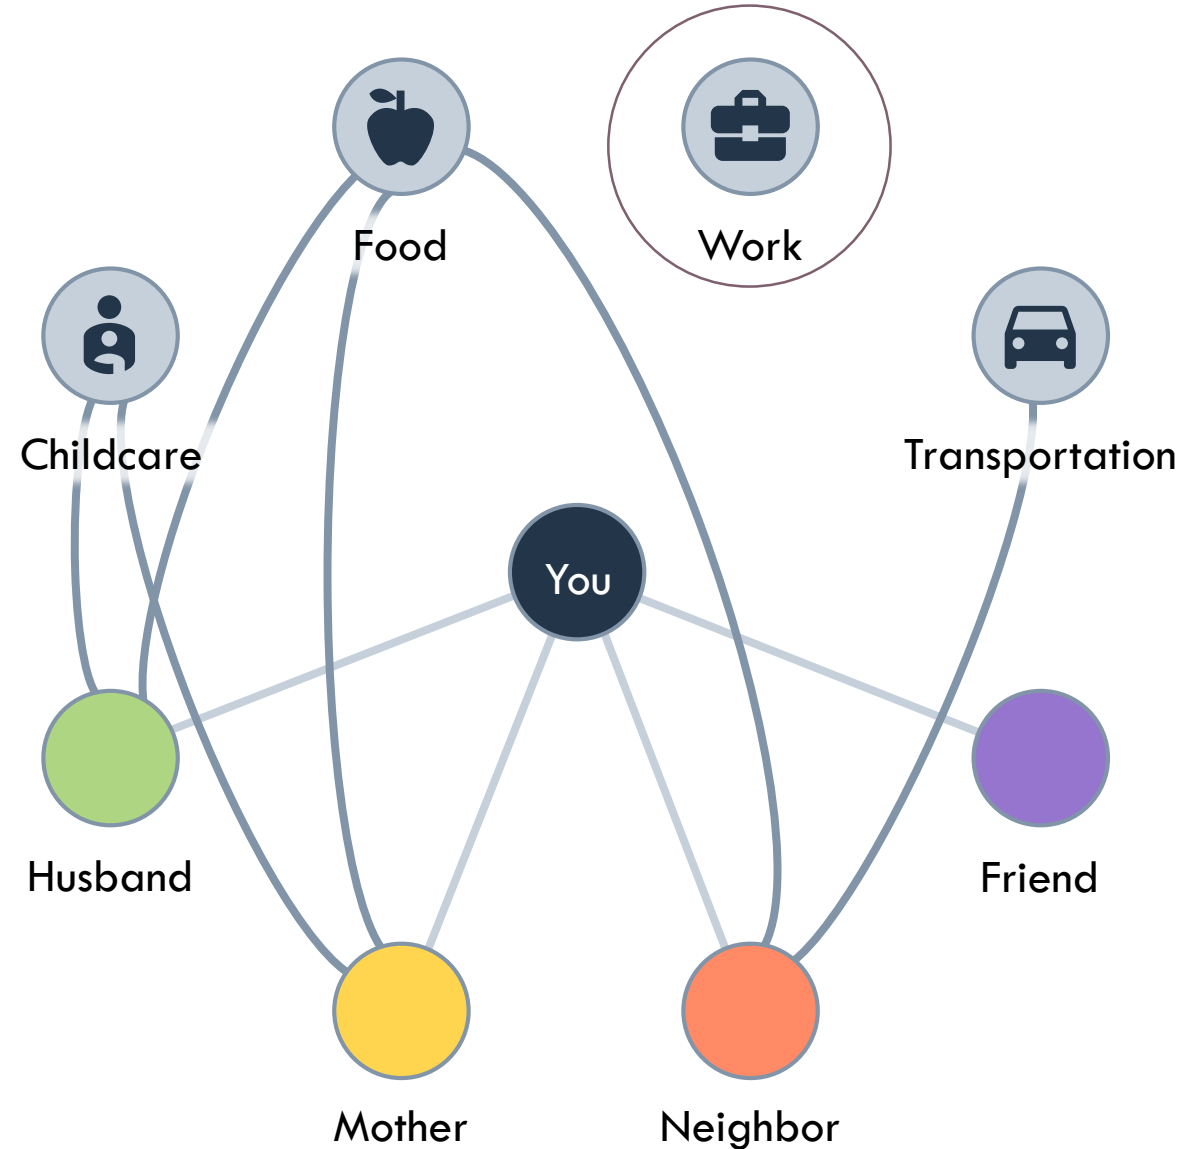 Food
Work
Childcare
Transportation
You
Husband
Friend
Mother
Neighbor